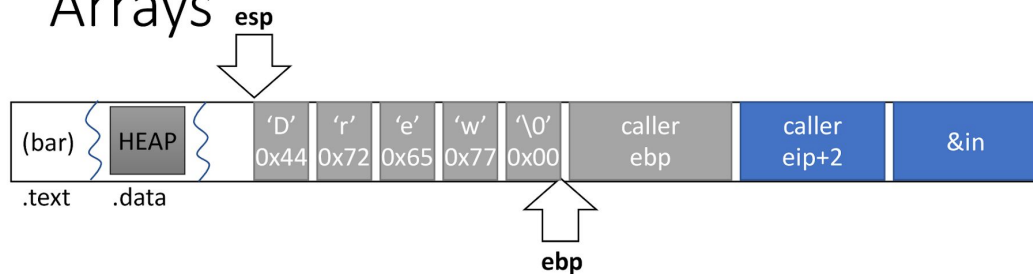 Arrays
esp
(bar)
HEAP
‘D’
0x44
‘r’
0x72
‘e’
0x65
‘w’
0x77
‘\0’
0x00
caller
ebp
caller
eip+2
&in
.text
.data
ebp